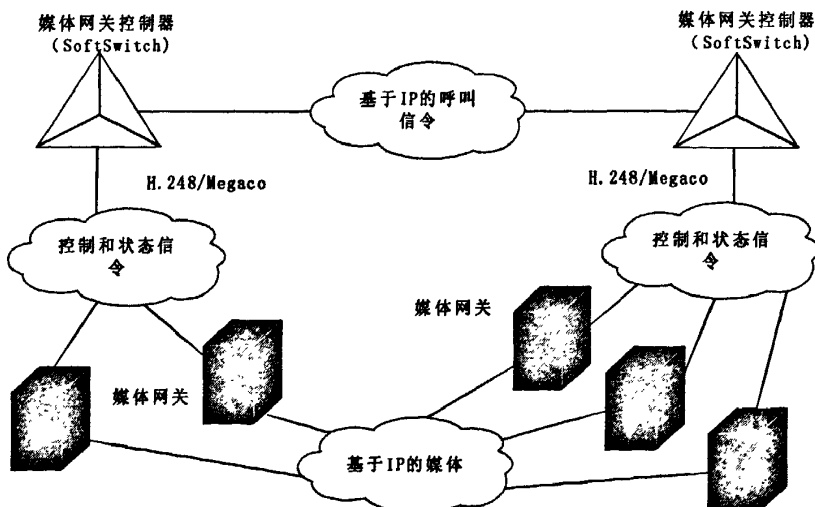 媒体网关控制器
(SoftSwitch)
媒体网关控制器
(SoftSwitch)
基于IP的呼叫
信令
H.248/Megaco
H.248/Megaco
控制和状态信
令
控制和状态信
令
媒体网关
媒体网关
基于IP的媒体